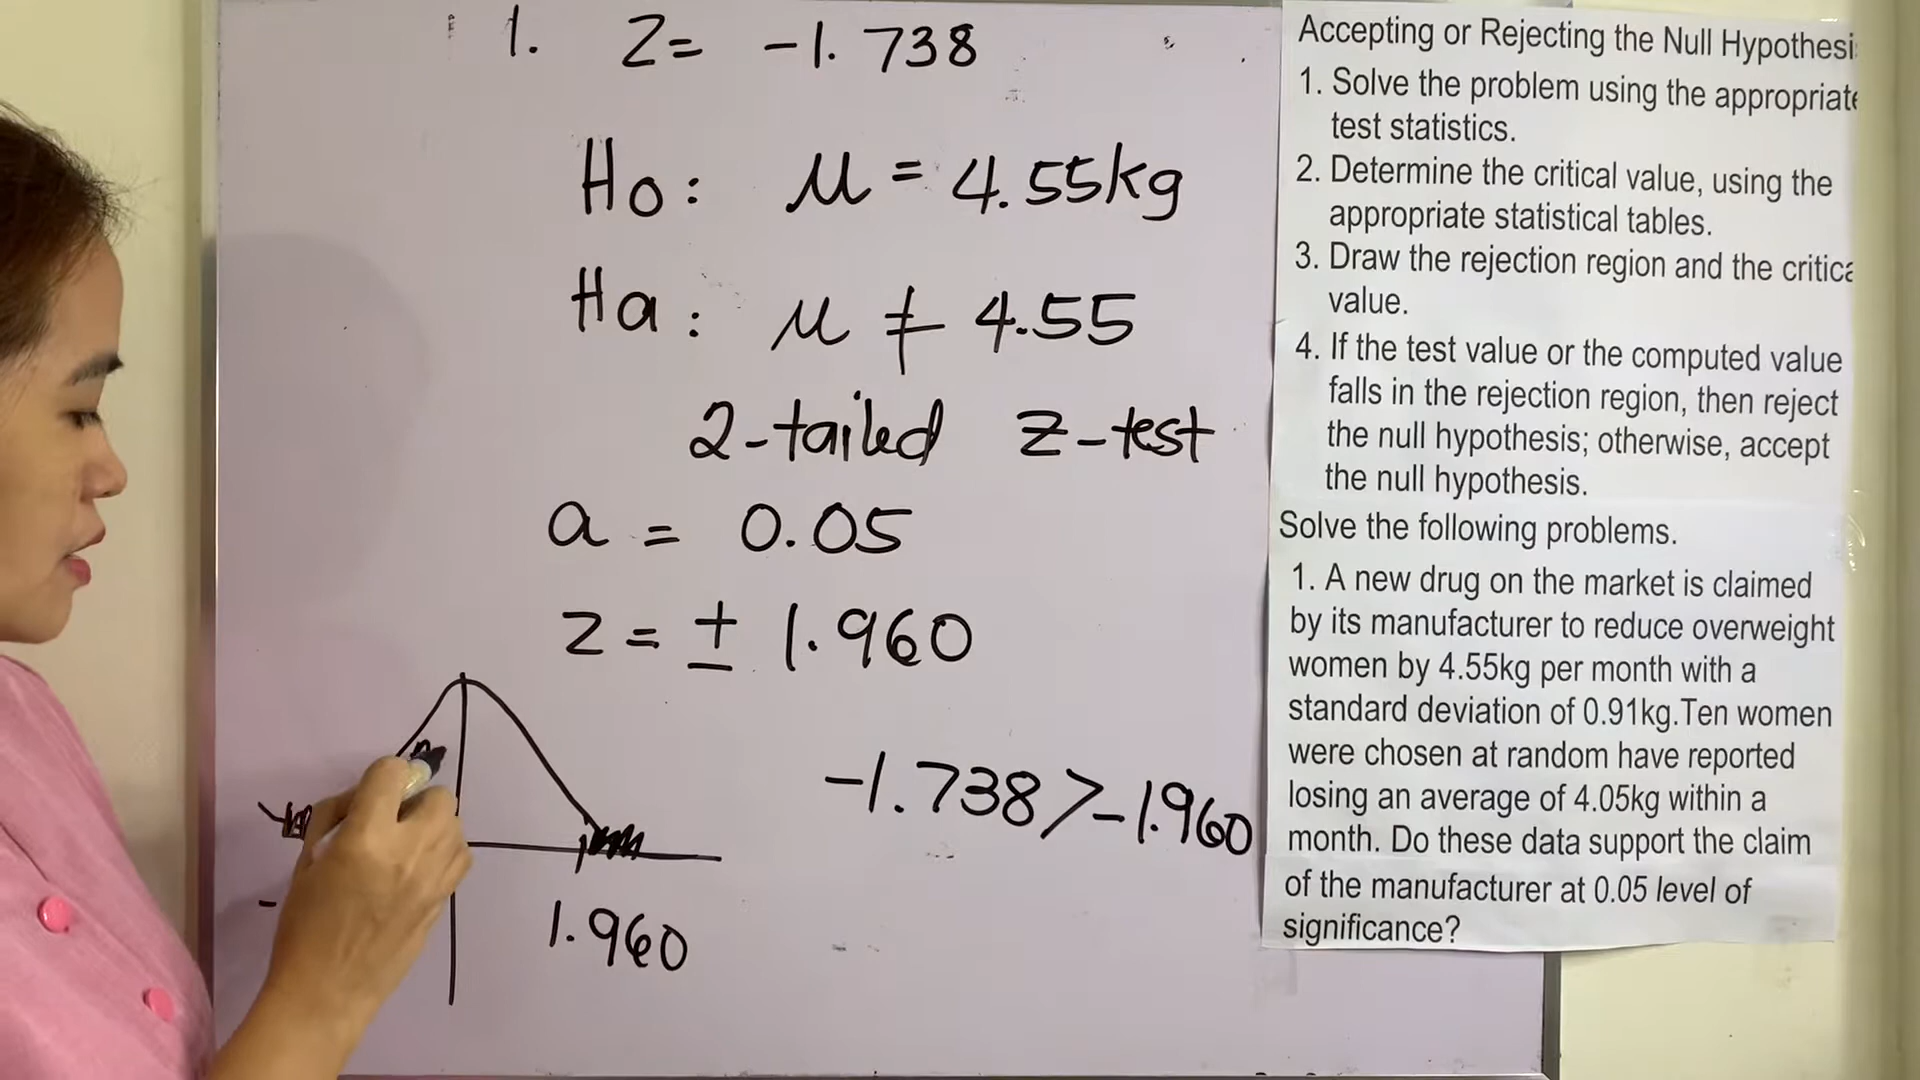 1. Z= -1.738
Ho: μ = 4.55kg
Ha: μ ≠ 4.55
2-tailed z-test
a = 0.05
z = ± 1.960
-1.738 > -1.960
-
1.960
Accepting or Rejecting the Null Hypothesi
1. Solve the problem using the appropriate
test statistics.
2. Determine the critical value, using the
appropriate statistical tables.
3. Draw the rejection region and the critica
value.
4. If the test value or the computed value
falls in the rejection region, then reject
the null hypothesis; otherwise, accept
the null hypothesis.
Solve the following problems.
1. A new drug on the market is claimed
by its manufacturer to reduce overweight
women by 4.55kg per month with a
standard deviation of 0.91kg.Ten women
were chosen at random have reported
losing an average of 4.05kg within a
month. Do these data support the claim
of the manufacturer at 0.05 level of
significance?